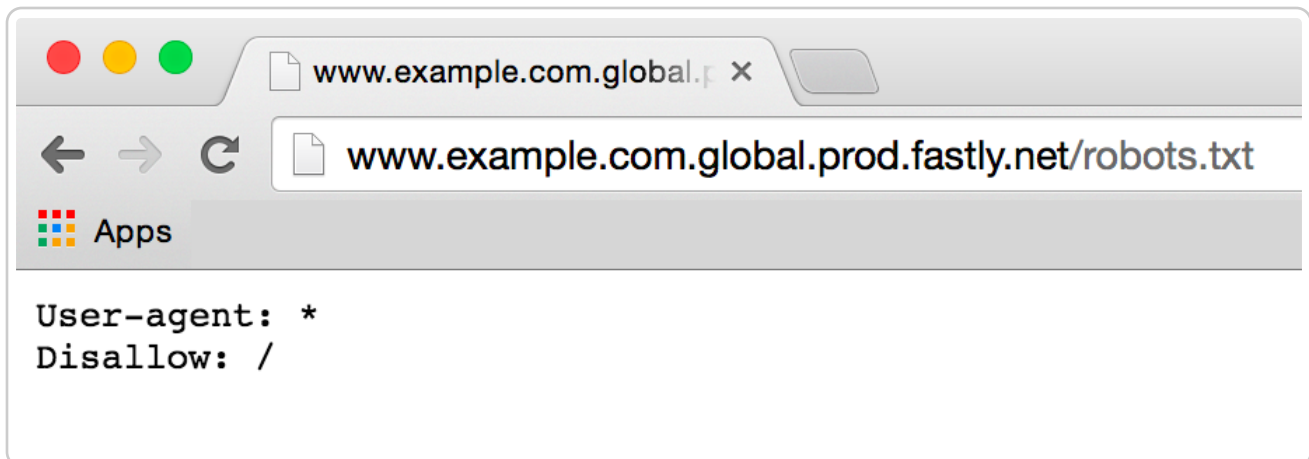 www.example.com.global.p
www.example.com.global.prod.fastly.net/robots.txt
Apps
User-agent: *
Disallow: /